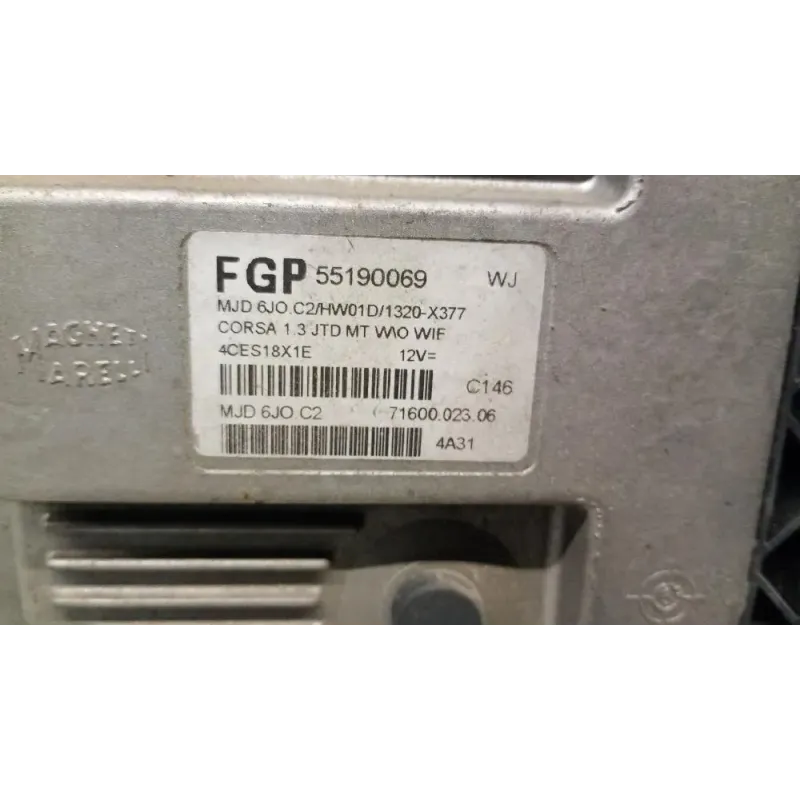 MAGNETI
MARELLI
FGP 55190069 WJ
MJD 6JO.C2/HW01D/1320-X377
CORSA 1.3 JTD MT W\O WIF
4CES18X1E 12V=
C146
MJD 6JO C2 71600.023.06
4A31